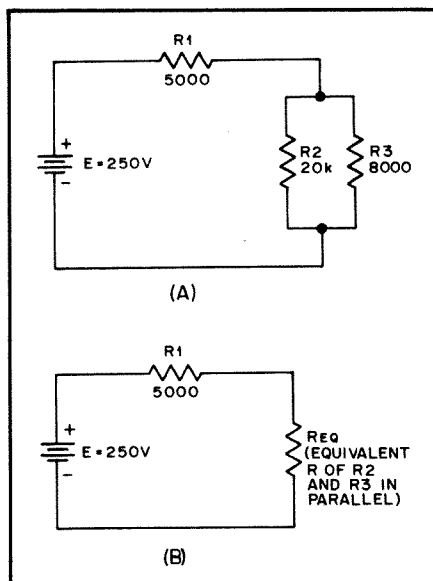 R1
5000
+
E=250V
-
R2
20k
R3
8000
(A)
R1
5000
+
E=250V
-
REQ
(EQUIVALENT
R OF R2
AND R3 IN
PARALLEL)
(B)